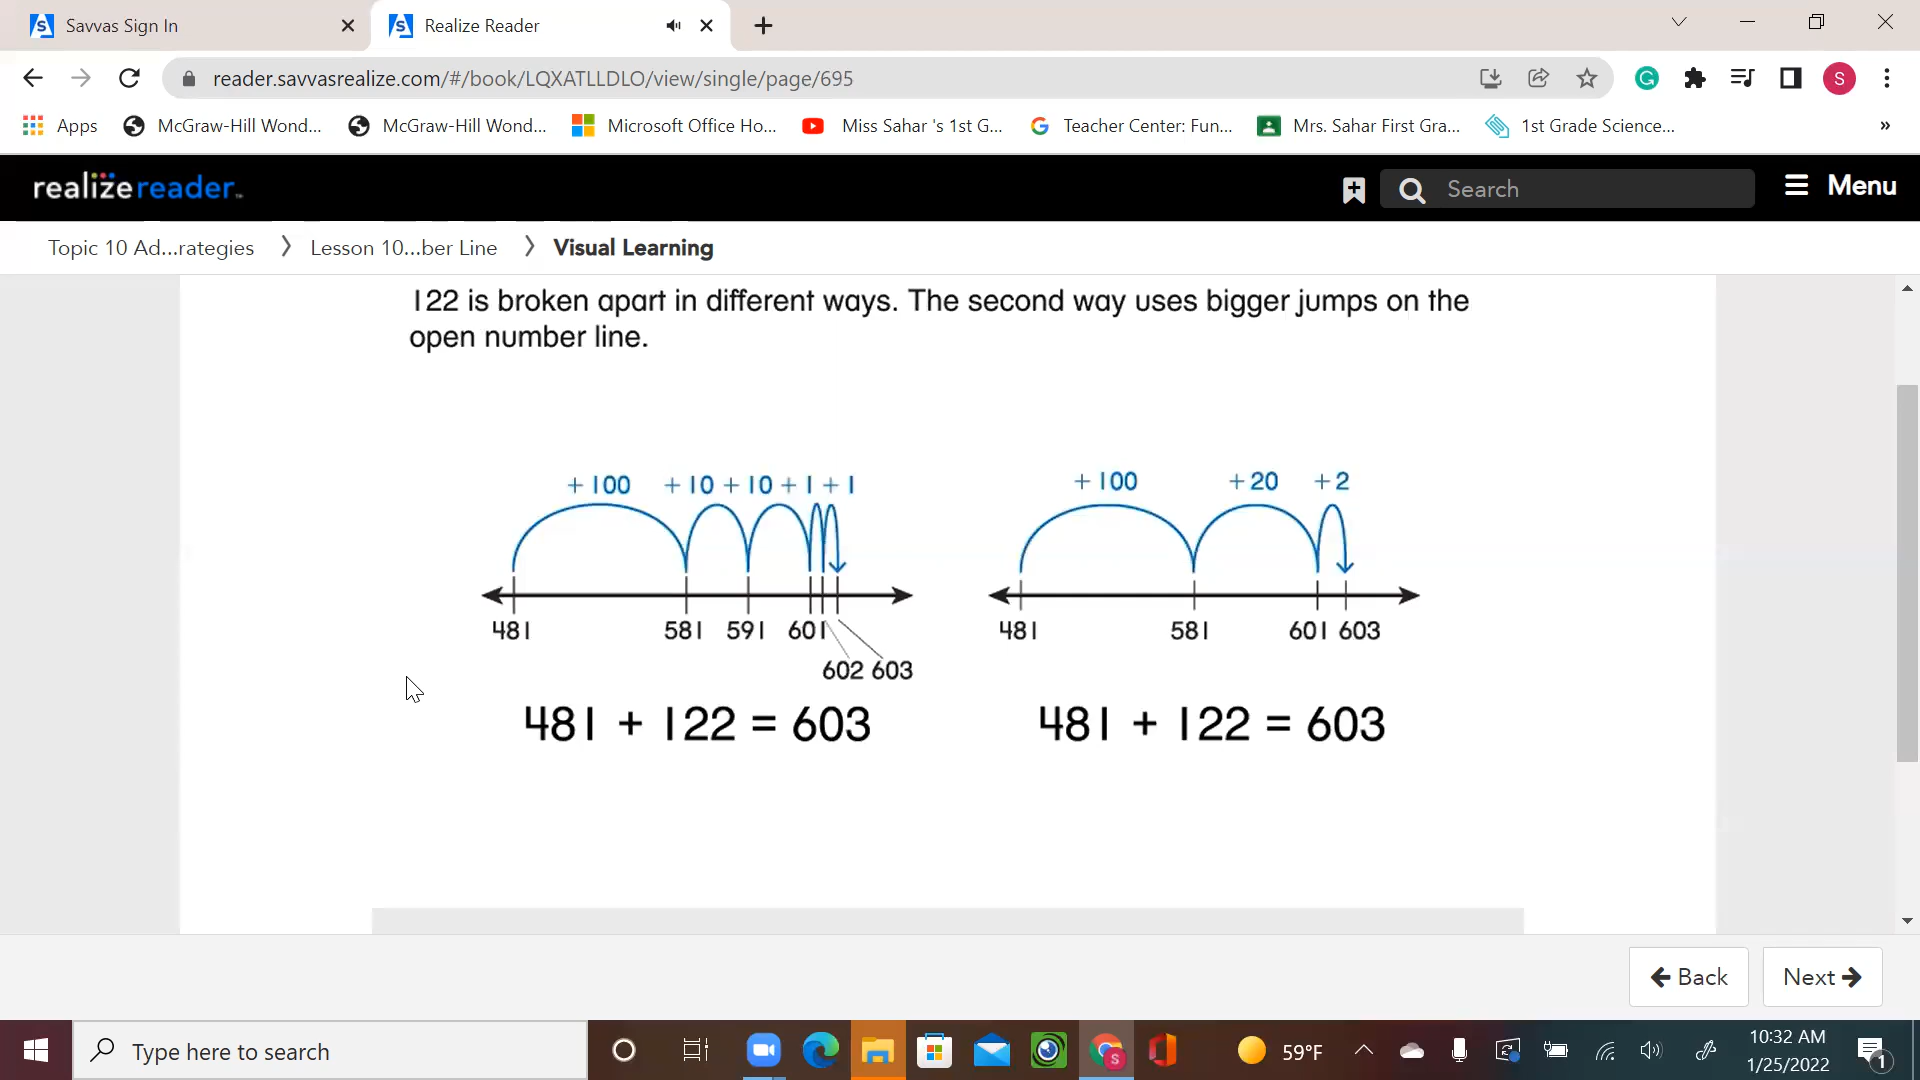 Savvas Sign In
Realize Reader
reader.savvasrealize.com/#/book/LQXATLLDLO/view/single/page/695
S
Apps McGraw-Hill Wond... McGraw-Hill Wond... Microsoft Office Ho... Miss Sahar 's 1st G... Teacher Center: Fun... Mrs. Sahar First Gra... 1st Grade Science... »
realizereader™ Search Menu
Topic 10 Ad...rategies Lesson 10...ber Line Visual Learning
122 is broken apart in different ways. The second way uses bigger jumps on the
open number line.
+100 +10 +10 +1 +1
481 581 591 601
602 603
481 + 122 = 603
+100 +20 +2
481 581 601 603
481 + 122 = 603
Back Next
Type here to search
59°F
10:32 AM
1/25/2022
1